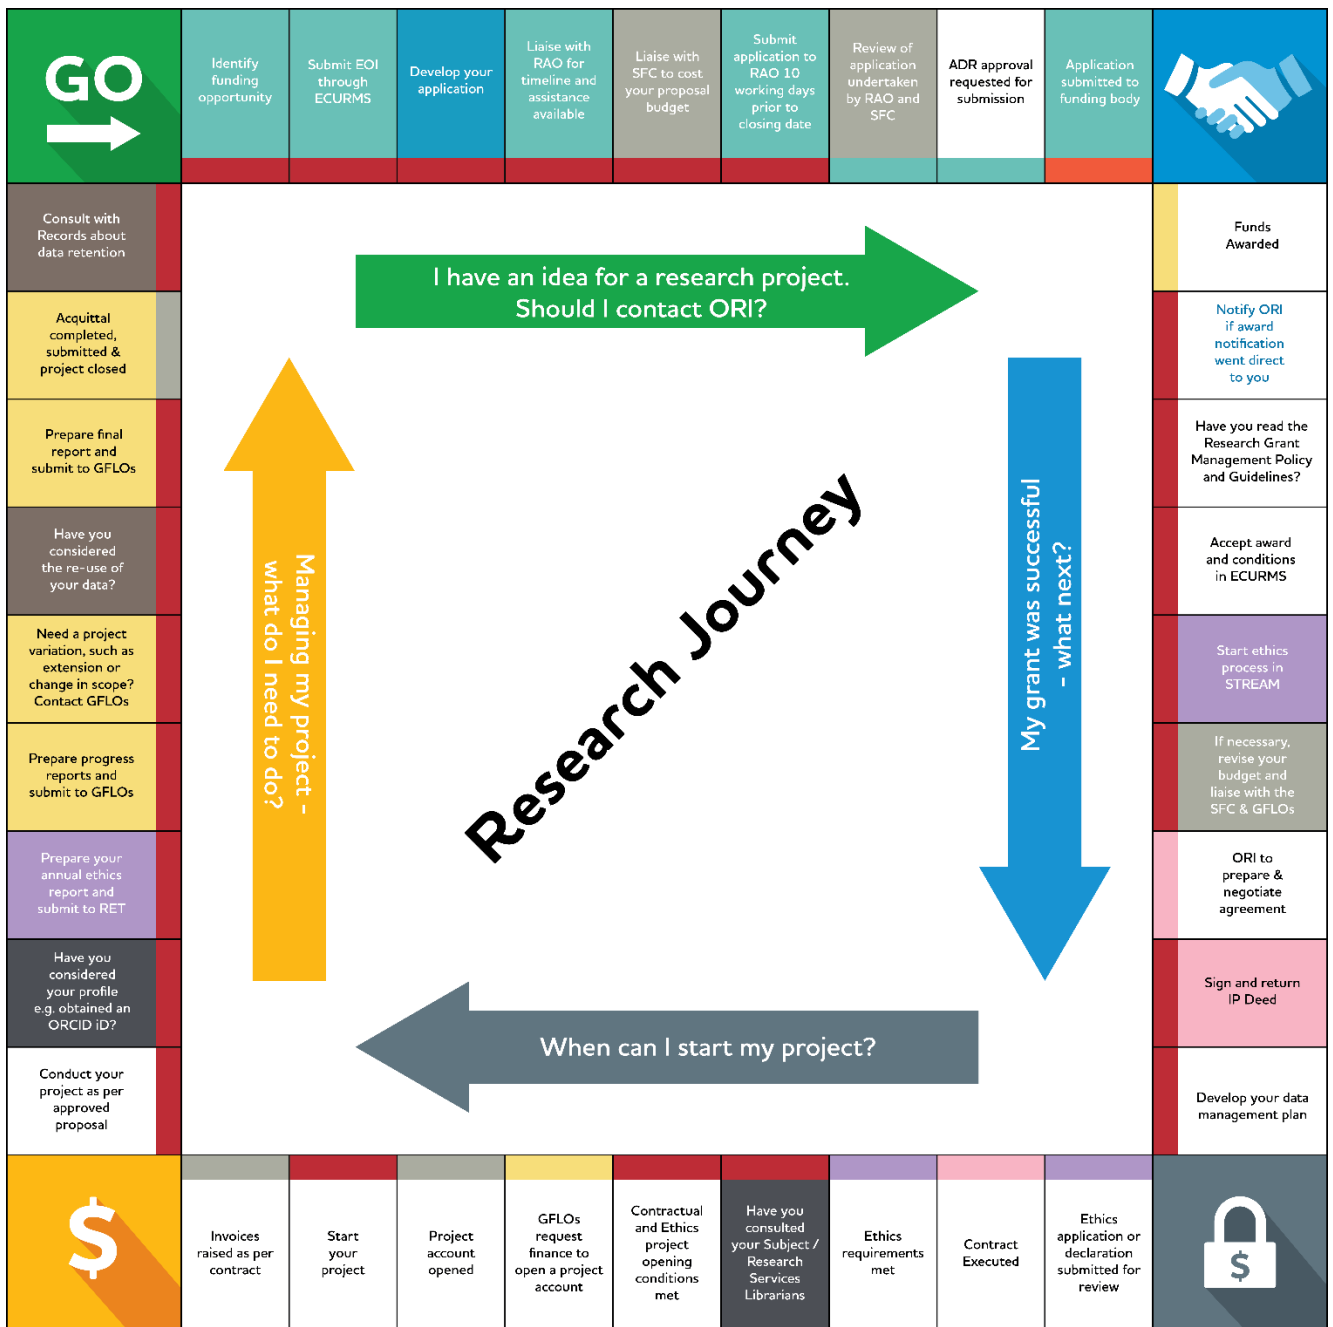 GO
Identify
funding
opportunity
Submit EOI
through
ECURMS
Develop your
application
Liaise with
RAO for
timeline and
assistance
available
Liaise with
SFC to cost
your proposal
budget
Submit
application to
RAO 10
working days
prior to
closing date
Review of
application
undertaken
by RAO and
SFC
ADR approval
requested for
submission
Application
submitted to
funding body
Funds
Awarded
Notify ORI
if award
notification
went direct
to you
Have you read the
Research Grant
Management Policy
and Guidelines?
Accept award
and conditions
in ECURMS
Start ethics
process in
STREAM
If necessary,
revise your
budget and
liaise with the
SFC & GFLOs
ORI to
prepare &
negotiate
agreement
Sign and return
IP Deed
Develop your data
management plan
$
Ethics
application or
declaration
submitted for
review
Contract
Executed
Ethics
requirements
met
Have you
consulted
your Subject /
Research
Services
Librarians
Contractual
and Ethics
project
opening
conditions
met
GFLOs
request
finance to
open a project
account
Project
account
opened
Start
your
project
Invoices
raised as per
contract
$
Conduct your
project as per
approved
proposal
Have you
considered
your profile
e.g. obtained an
ORCID iD?
Prepare your
annual ethics
report and
submit to RET
Prepare progress
reports and
submit to GFLOs
Need a project
variation, such as
extension or
change in scope?
Contact GFLOs
Have you
considered
the re-use of
your data?
Prepare final
report and
submit to GFLOs
Acquittal
completed,
submitted &
project closed
Consult with
Records about
data retention
I have an idea for a research project.
Should I contact ORI?
My grant was successful
– what next?
When can I start my project?
Managing my project –
what do I need to do?
Research Journey